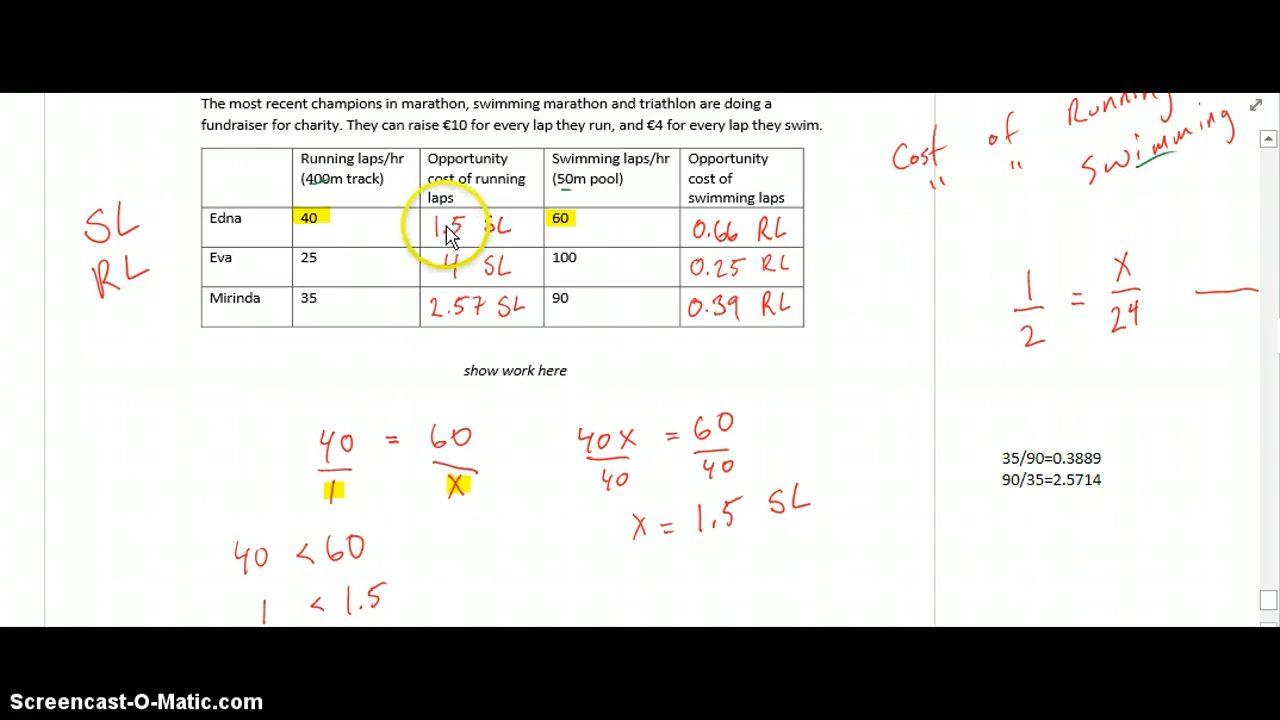 The most recent champions in marathon, swimming marathon and triathlon are doing a
fundraiser for charity. They can raise €10 for every lap they run, and €4 for every lap they swim.
Cost of Running
" " Swimming
Running laps/hr (400m track) Opportunity cost of running laps Swimming laps/hr (50m pool) Opportunity cost of swimming laps
Edna 40 1.5 SL 60 0.66 RL
Eva 25 4 SL 100 0.25 RL
Mirinda 35 2.57 SL 90 0.39 RL
SL
RL
1/2 = x/24
show work here
40/1 = 60/x
40x/40 = 60/40
x = 1.5 SL
40 < 60
1 < 1.5
35/90=0.3889
90/35=2.5714
Screencast-O-Matic.com